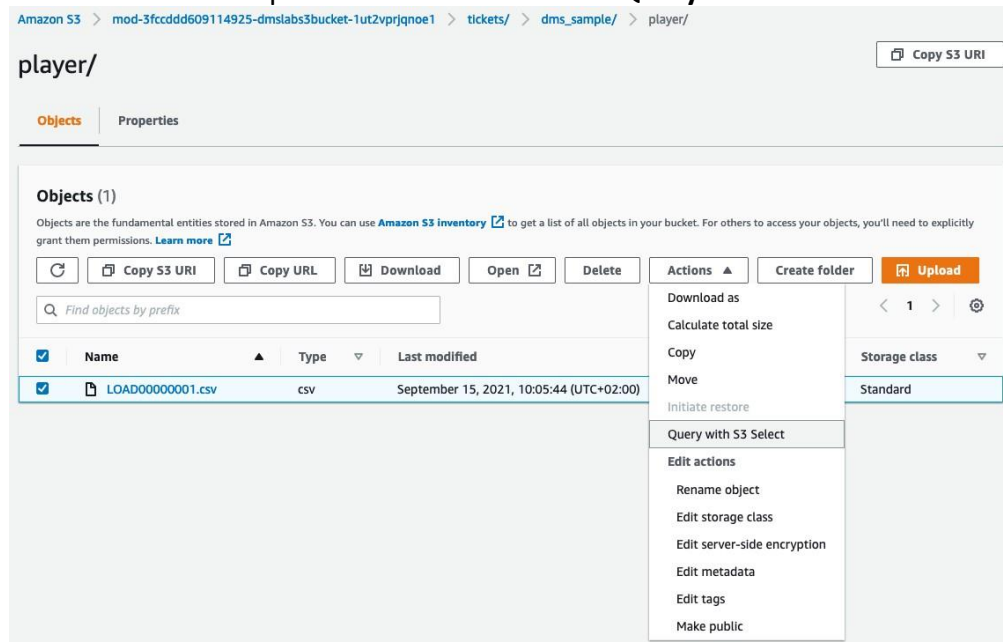 Amazon S3 > mod-3fccddd609114925-dmslabs3bucket-1ut2vprjqnoe1 > tickets/ > dms_sample/ > player/
player/
Copy S3 URI
Objects
Properties
Objects (1)
Objects are the fundamental entities stored in Amazon S3. You can use Amazon S3 inventory to get a list of all objects in your bucket. For others to access your objects, you'll need to explicitly
grant them permissions. Learn more
Copy S3 URI Copy URL Download Open Delete Actions Create folder Upload
Find objects by prefix
< 1 >
Name Type Last modified Storage class
LOAD00000001.csv csv September 15, 2021, 10:05:44 (UTC+02:00) Standard
Download as
Calculate total size
Copy
Move
Initiate restore
Query with S3 Select
Edit actions
Rename object
Edit storage class
Edit server-side encryption
Edit metadata
Edit tags
Make public